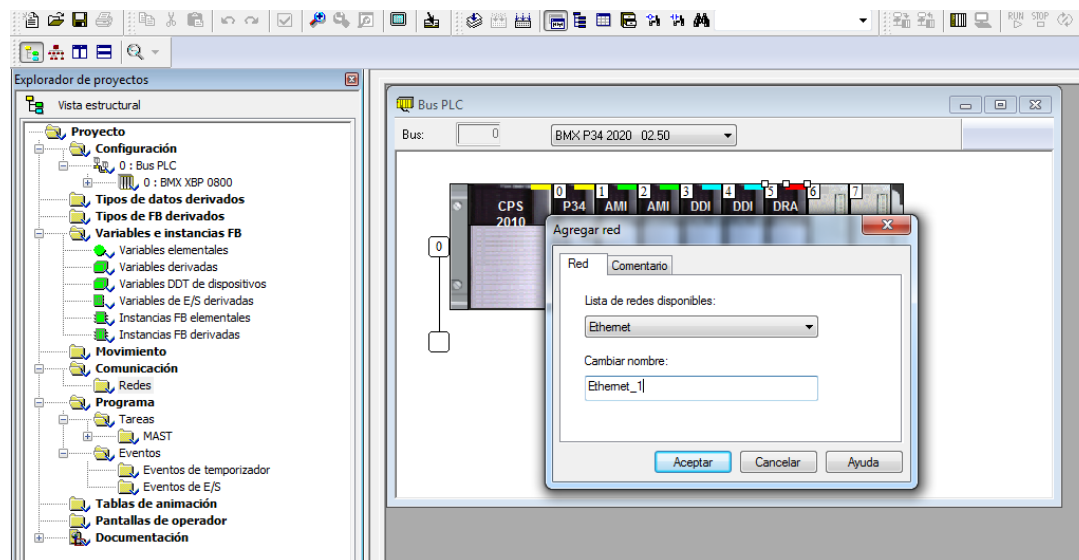 RUN STOP
Explorador de proyectos
Vista estructural
Proyecto
Configuración
0 : Bus PLC
0 : BMX XBP 0800
Tipos de datos derivados
Tipos de FB derivados
Variables e instancias FB
Variables elementales
Variables derivadas
Variables DDT de dispositivos
Variables de E/S derivadas
Instancias FB elementales
Instancias FB derivadas
Movimiento
Comunicación
Redes
Programa
Tareas
MAST
Eventos
Eventos de temporizador
Eventos de E/S
Tablas de animación
Pantallas de operador
Documentación
Bus PLC
Bus: 0 BMX P34 2020 02.50
0 1 2 3 4 5 6 7
CPS P34 AMI AMI DDI DDI DRA
2010
0
Agregar red
Red Comentario
Lista de redes disponibles:
Ethernet
Cambiar nombre:
Ethernet_1
Aceptar Cancelar Ayuda